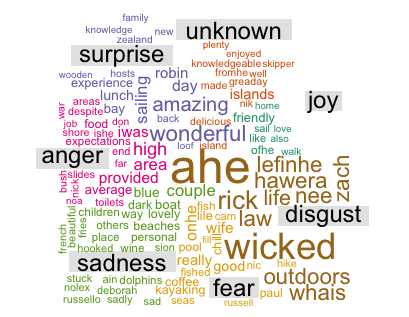 family
knowledge new unknown
zealand plenty
surprise enjoyed
knowledgeable skipper
wooden hosts robin fromhe well
experience day made greaday
war areas lunch sailing amazing islands nik home joy
despite bay back delicious friendly
job food don iwas wonderful sail love
shore ishe like also
expectations high loof island ofhe walk
anger end area ahe lefinhe
far zach
bush slides provided hawera
nick average blue couple rick life nee
noa toilets dark boat fish law disgust
beautiful children way lovely onhe life cam
french fries others beaches wife
place personal fill chill wicked
hooked wine sion pool
sadness really good nic hike
fished outdoors
stuck ain dolphins coffee fear whais
nolex deborah kayaking paul
russello sadly sad seas russell